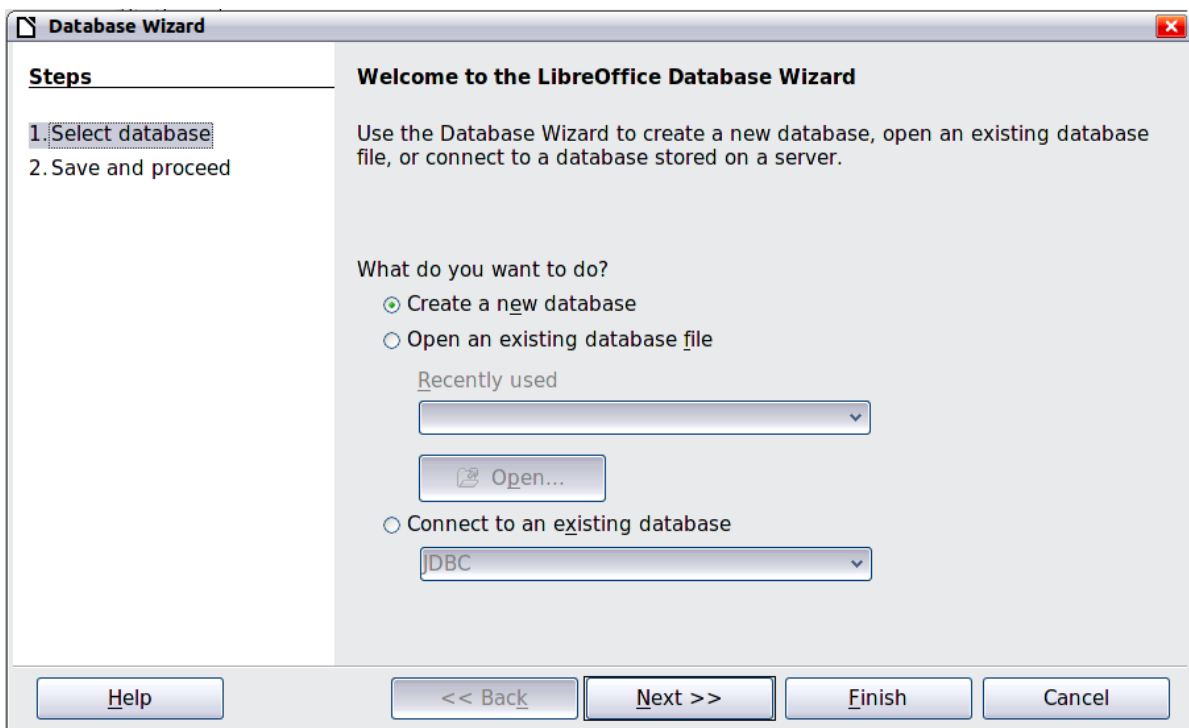 Database Wizard
Steps
1. Select database
2. Save and proceed
Welcome to the LibreOffice Database Wizard
Use the Database Wizard to create a new database, open an existing database
file, or connect to a database stored on a server.
What do you want to do?
Create a new database
Open an existing database file
Recently used
Open...
Connect to an existing database
JDBC
Help
<< Back
Next >>
Finish
Cancel